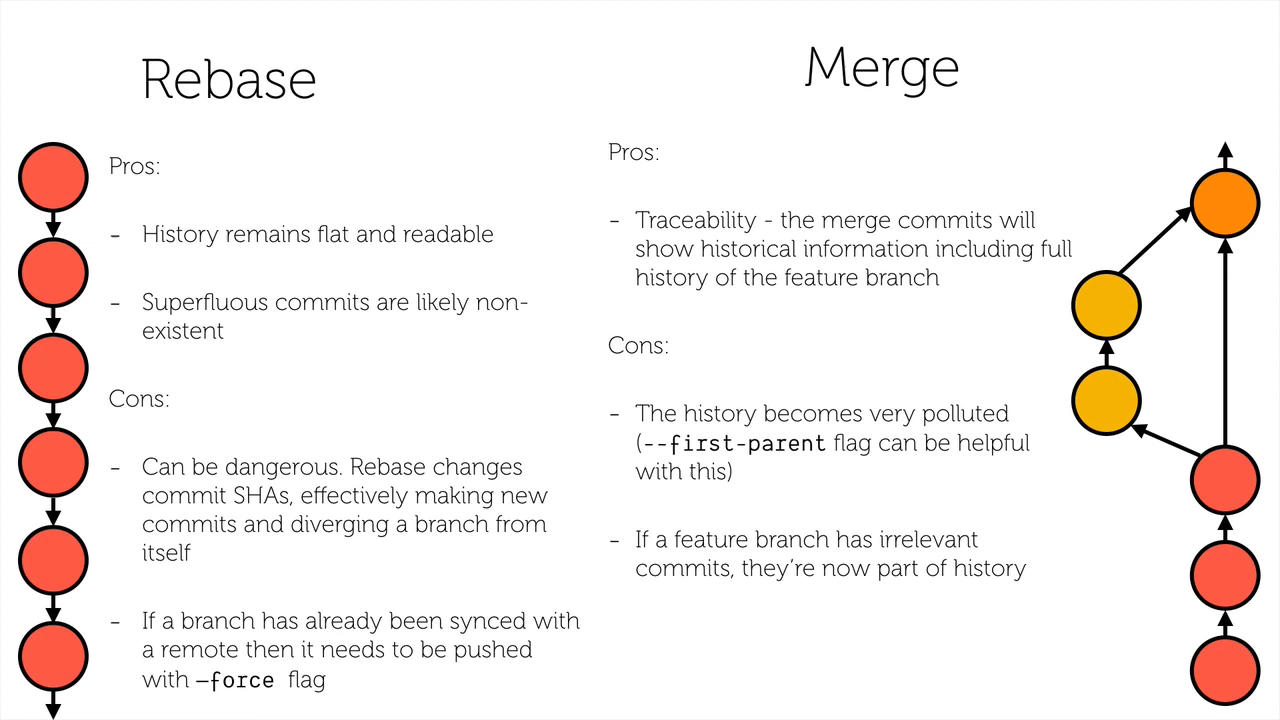 Rebase
Pros:
- History remains flat and readable
- Superfluous commits are likely non-
existent
Cons:
- Can be dangerous. Rebase changes
commit SHAs, effectively making new
commits and diverging a branch from
itself
- If a branch has already been synced with
a remote then it needs to be pushed
with —force flag
Merge
Pros:
- Traceability - the merge commits will
show historical information including full
history of the feature branch
Cons:
- The history becomes very polluted
(--first-parent flag can be helpful
with this)
- If a feature branch has irrelevant
commits, they’re now part of history